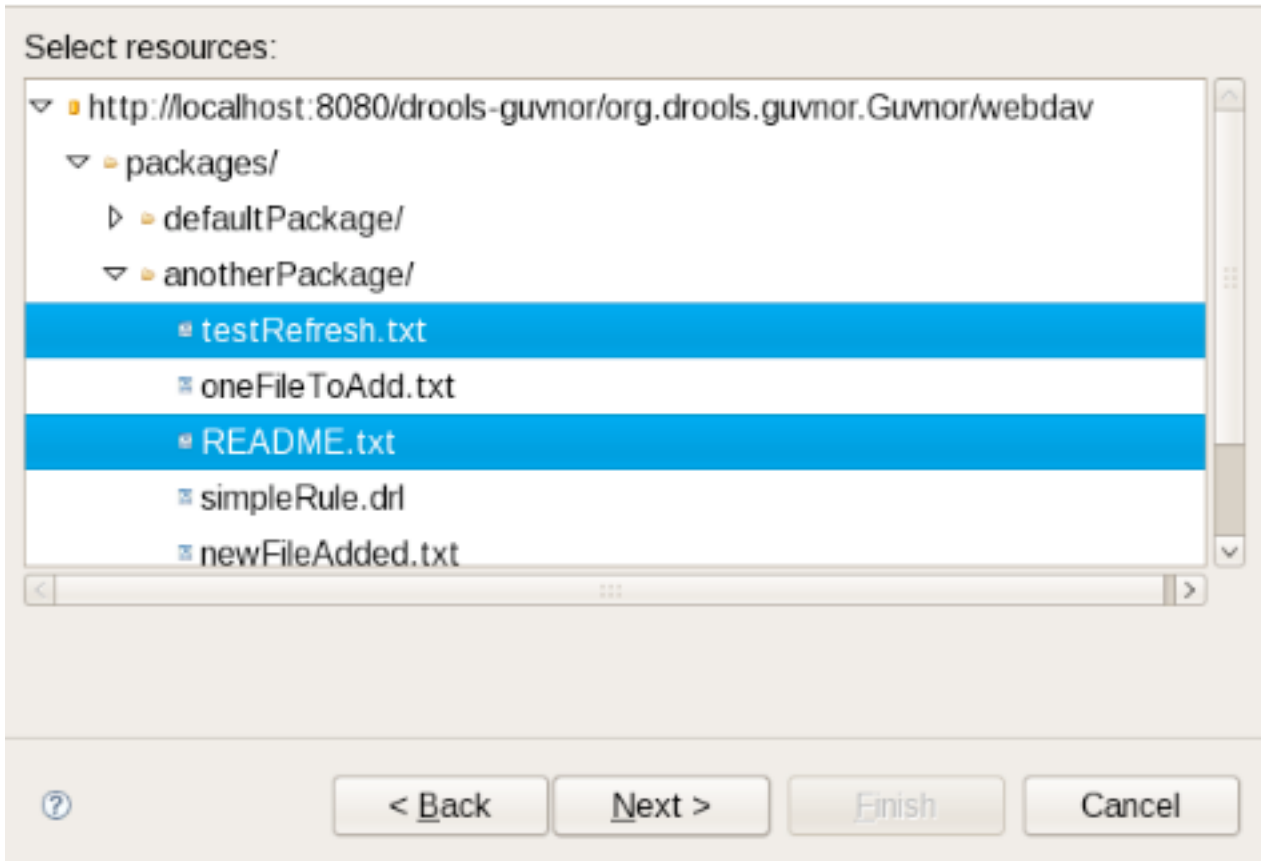 Select resources:
http://localhost:8080/drools-guvnor/org.drools.guvnor.Guvnor/webdav
packages/
defaultPackage/
anotherPackage/
testRefresh.txt
oneFileToAdd.txt
README.txt
simpleRule.drl
newFileAdded.txt
? < Back Next > Finish Cancel